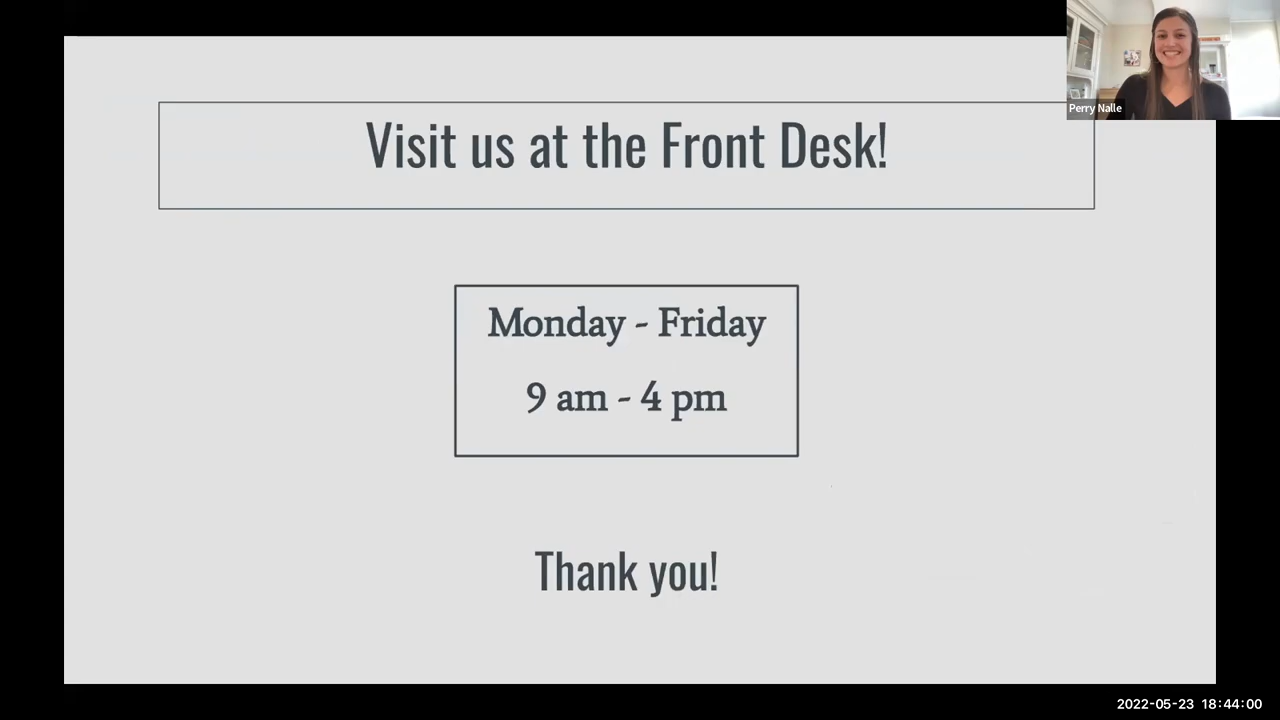 Perry Nalle
Visit us at the Front Desk!
Monday - Friday
9 am - 4 pm
Thank you!
2022-05-23 18:44:00